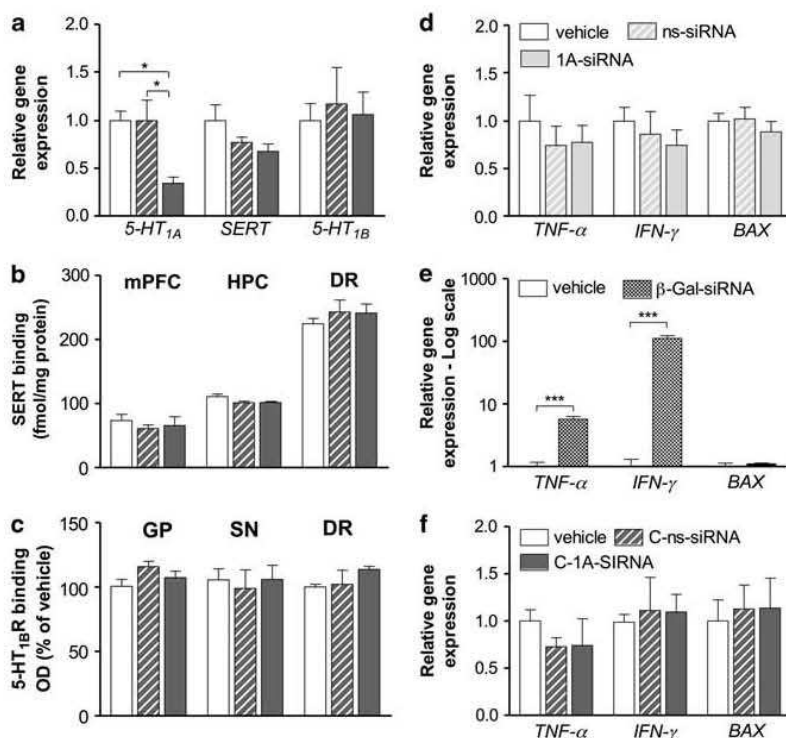 a
2.0
1.5
1.0
0.5
0.0
Relative gene
expression
*
*
5-HT1A
SERT
5-HT1B
b
mPFC
HPC
DR
300
200
100
0
SERT binding
(fmol/mg protein)
c
GP
SN
DR
150
100
50
0
5-HT1BR binding
OD (% of vehicle)
d
vehicle
ns-siRNA
1A-siRNA
2.0
1.5
1.0
0.5
0.0
Relative gene
expression
TNF-α
IFN-γ
BAX
e
vehicle
β-Gal-siRNA
1000
100
10
1
Relative gene
expression - Log scale
***
***
TNF-α
IFN-γ
BAX
f
vehicle
C-ns-siRNA
C-1A-SIRNA
2.0
1.5
1.0
0.5
0.0
Relative gene
expression
TNF-α
IFN-γ
BAX